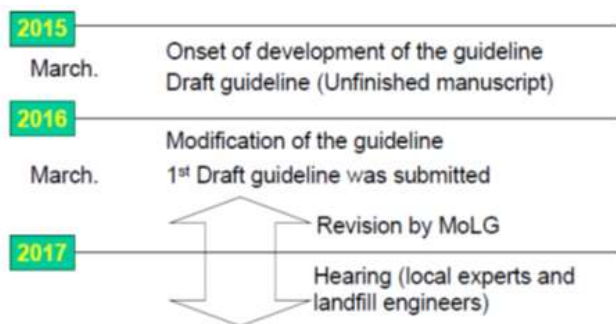 2015
Onset of development of the guideline
March. Draft guideline (Unfinished manuscript)
2016
Modification of the guideline
March. 1st Draft guideline was submitted
Revision by MoLG
2017
Hearing (local experts and
landfill engineers)